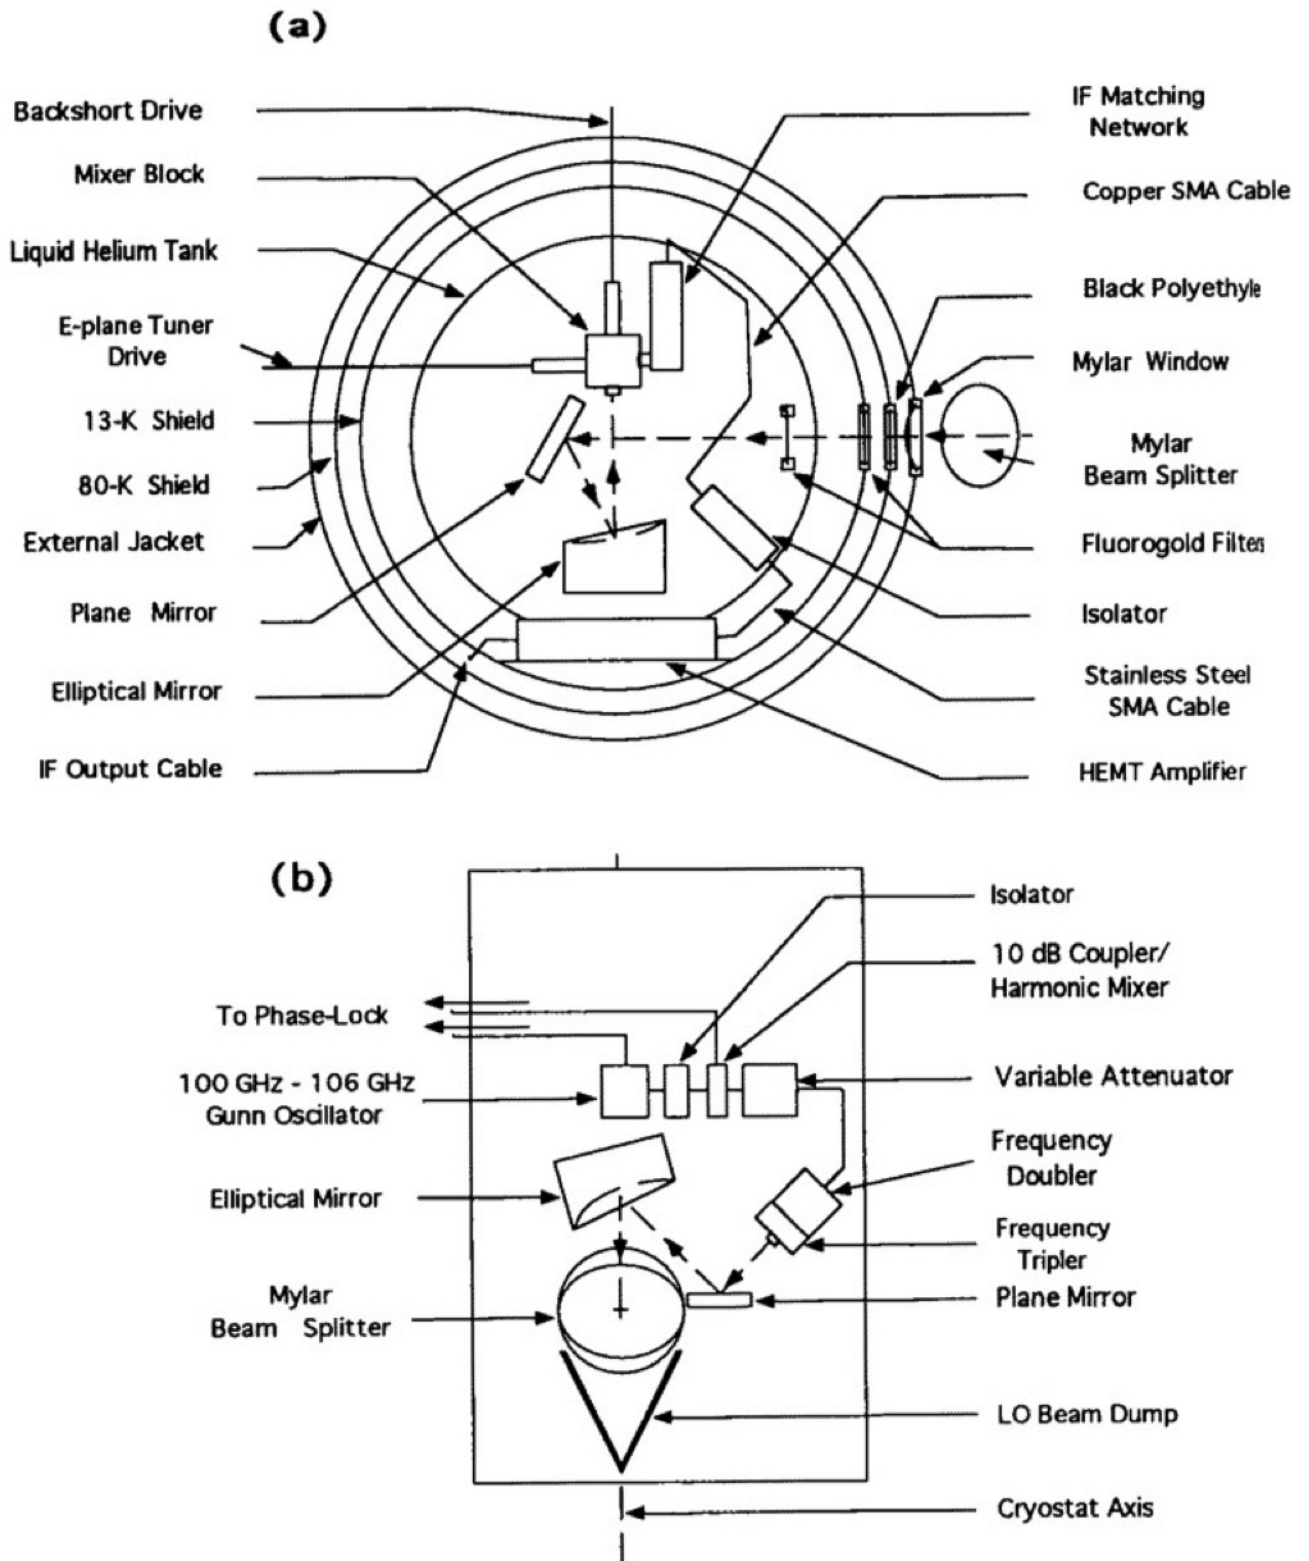 (a)
Backshort Drive
Mixer Block
Liquid Helium Tank
E-plane Tuner
Drive
13-K Shield
80-K Shield
External Jacket
Plane Mirror
Elliptical Mirror
IF Output Cable
IF Matching
Network
Copper SMA Cable
Black Polyethyle
Mylar Window
Mylar
Beam Splitter
Fluorogold Filters
Isolator
Stainless Steel
SMA Cable
HEMT Amplifier
(b)
To Phase-Lock
100 GHz - 106 GHz
Gunn Oscillator
Elliptical Mirror
Mylar
Beam Splitter
Isolator
10 dB Coupler/
Harmonic Mixer
Variable Attenuator
Frequency
Doubler
Frequency
Tripler
Plane Mirror
LO Beam Dump
Cryostat Axis